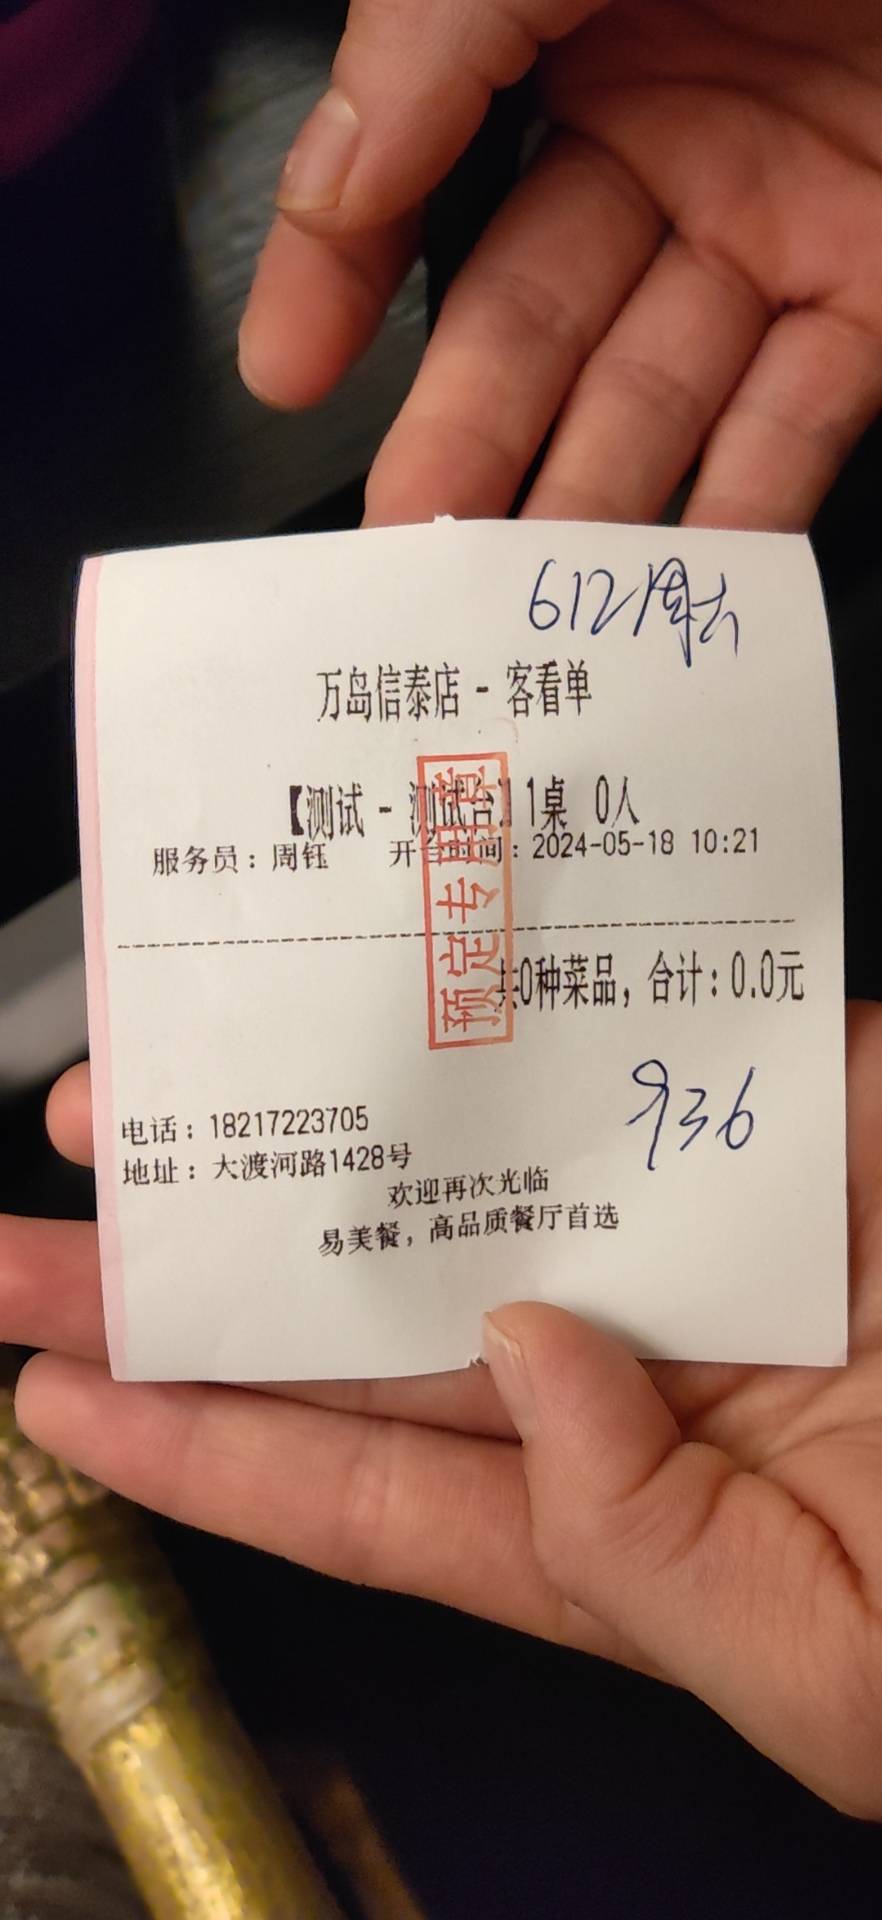 612
万岛信泰店 - 客看单
【测试 - 测试台】1桌 0人
服务员：周钰 开台时间：2024-05-18 10:21
预定专用章
共0种菜品，合计：0.0元
936
电话：18217223705
地址：大渡河路1428号
欢迎再次光临
易美餐，高品质餐厅首选